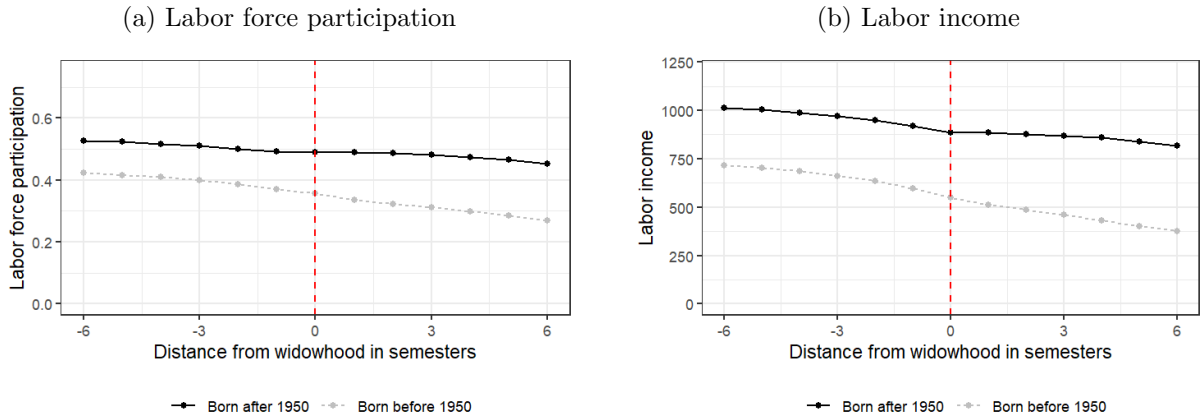 (a) Labor force participation
Labor force participation
0.6
0.4
0.2
0.0
-6 -3 0 3 6
Distance from widowhood in semesters
Born after 1950 Born before 1950
(b) Labor income
Labor income
1250
1000
750
500
250
0
-6 -3 0 3 6
Distance from widowhood in semesters
Born after 1950 Born before 1950